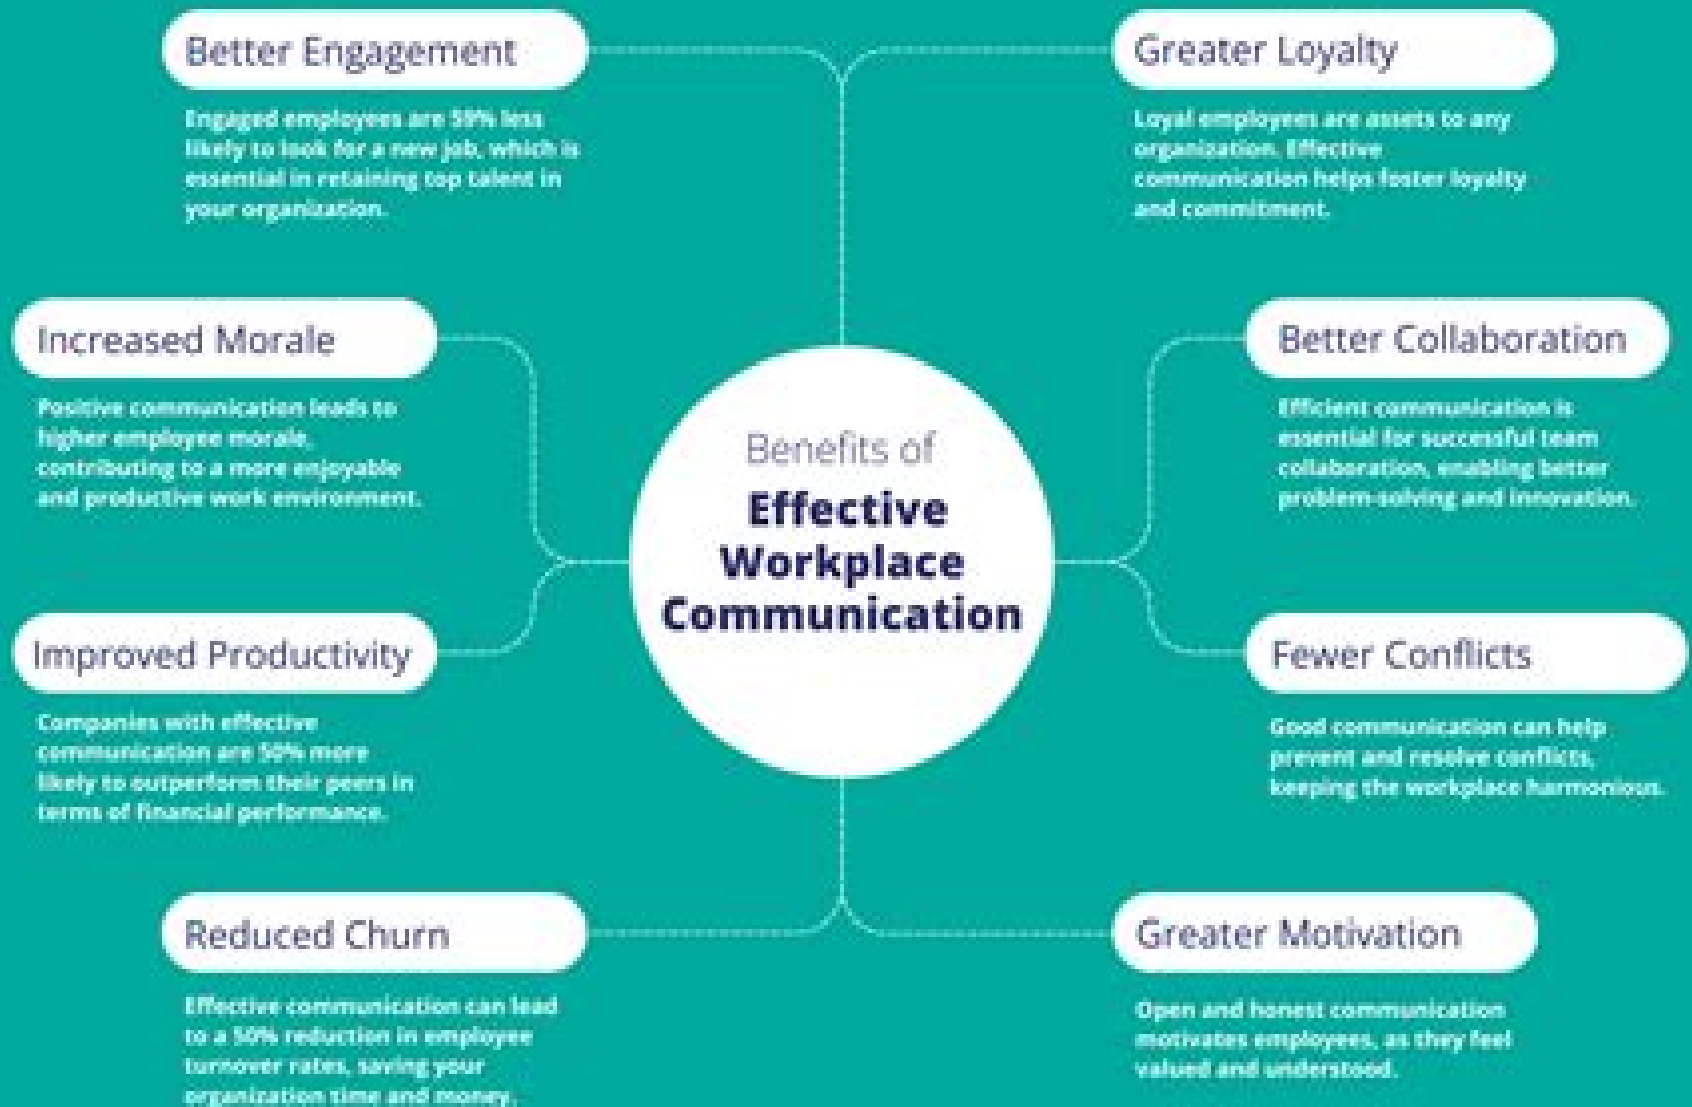 Better Engagement
Engaged employees are 59% less
likely to look for a new job, which is
essential in retaining top talent in
your organization.
Greater Loyalty
Loyal employees are assets to any
organization. Effective
communication helps foster loyalty
and commitment.
Increased Morale
Positive communication leads to
higher employee morale,
contributing to a more enjoyable
and productive work environment.
Better Collaboration
Efficient communication is
essential for successful team
collaboration, enabling better
problem-solving and innovation.
Benefits of
Effective
Workplace
Communication
Improved Productivity
Companies with effective
communication are 50% more
likely to outperform their peers in
terms of financial performance.
Fewer Conflicts
Good communication can help
prevent and resolve conflicts,
keeping the workplace harmonious.
Reduced Churn
Effective communication can lead
to a 50% reduction in employee
turnover rates, saving your
organization time and money.
Greater Motivation
Open and honest communication
motivates employees, as they feel
valued and understood.